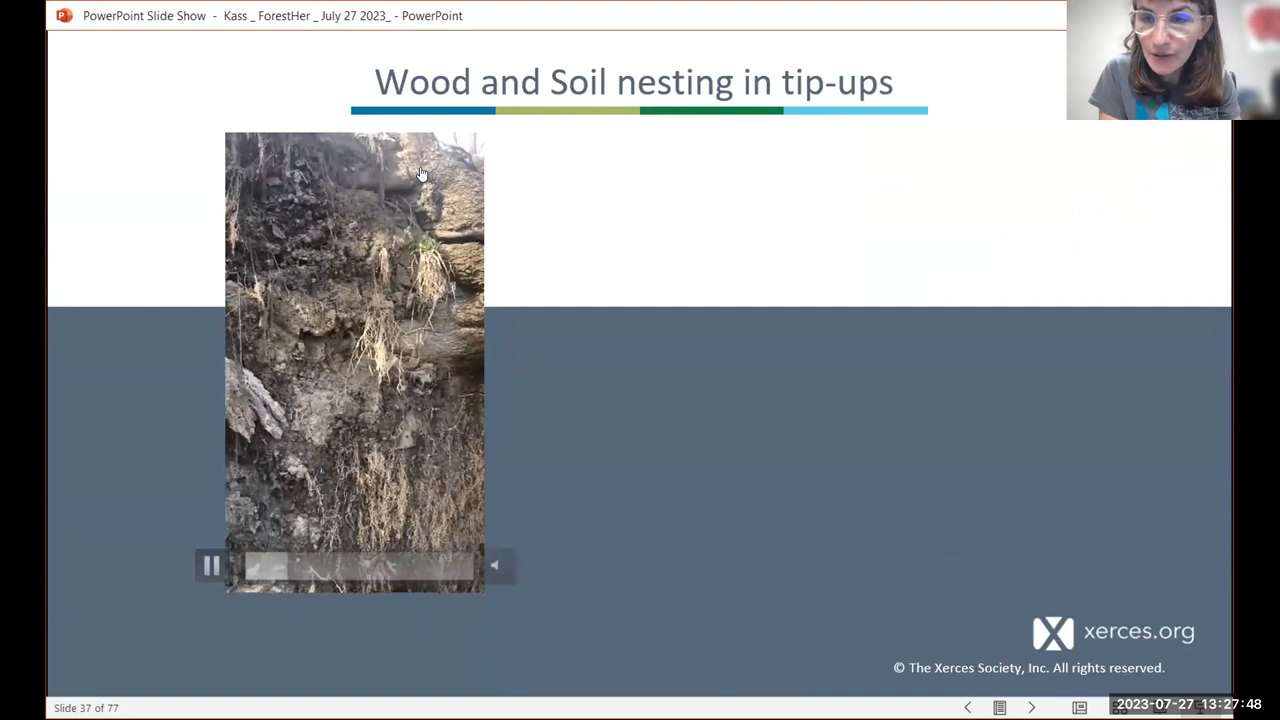 PowerPoint Slide Show - Kass _ ForestHer _ July 27 2023_ - PowerPoint
Wood and Soil nesting in tip-ups
xerces.org
© The Xerces Society, Inc. All rights reserved.
Slide 37 of 77
2023-07-27 13:27:48